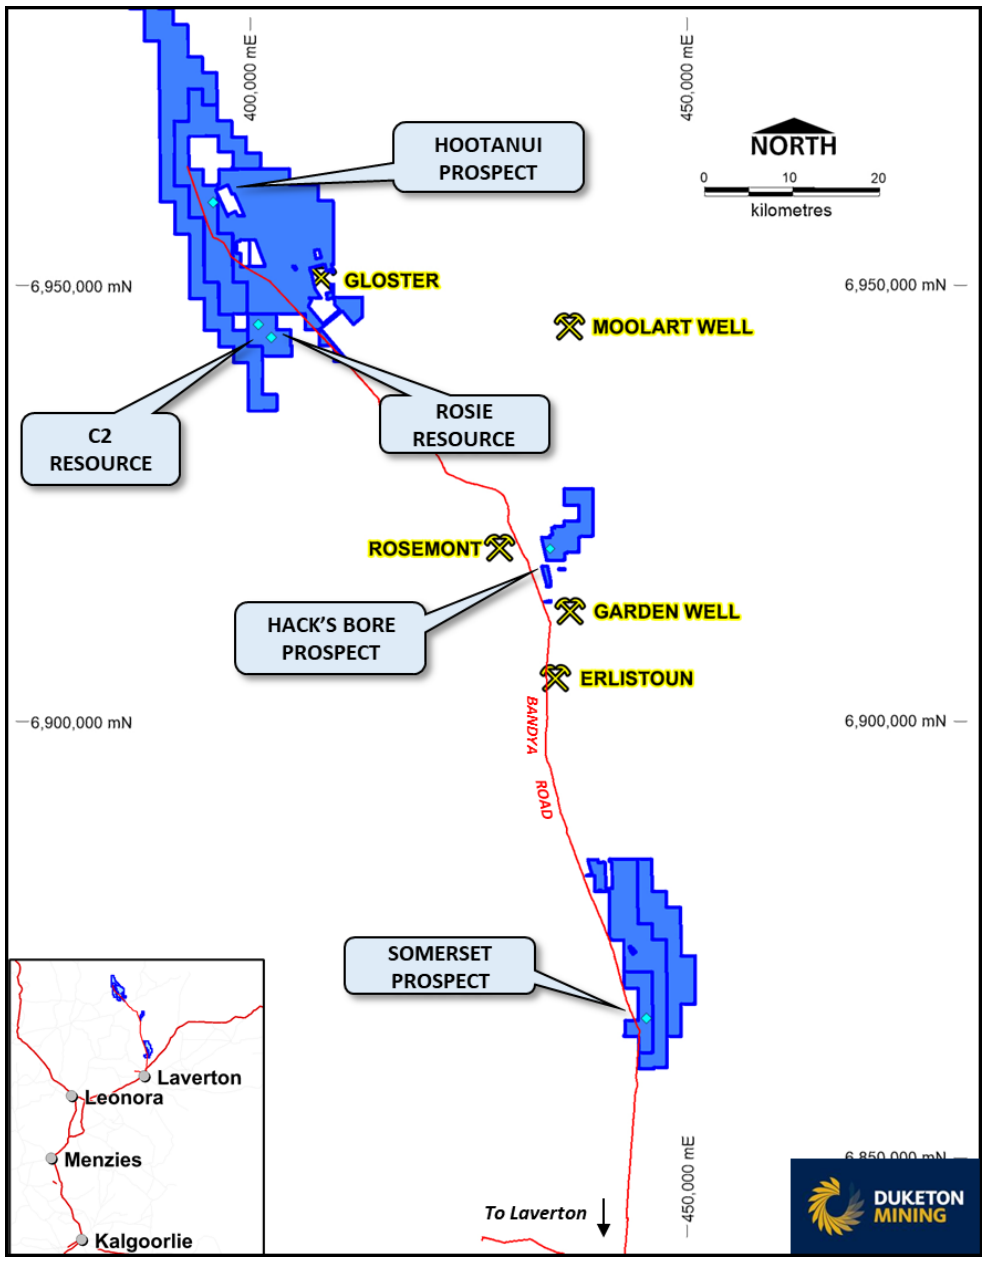 400,000 mE
450,000 mE
HOOTANUI
PROSPECT
NORTH
0 10 20
kilometres
6,950,000 mN
GLOSTER
6,950,000 mN
MOOLART WELL
C2
RESOURCE
ROSIE
RESOURCE
ROSEMONT
HACK'S BORE
PROSPECT
GARDEN WELL
ERLISTOUN
BANDYA
ROAD
6,900,000 mN
6,900,000 mN
SOMERSET
PROSPECT
Laverton
Leonora
Menzies
Kalgoorlie
To Laverton
450,000 mE
6,850,000 mN
DUKETON
MINING